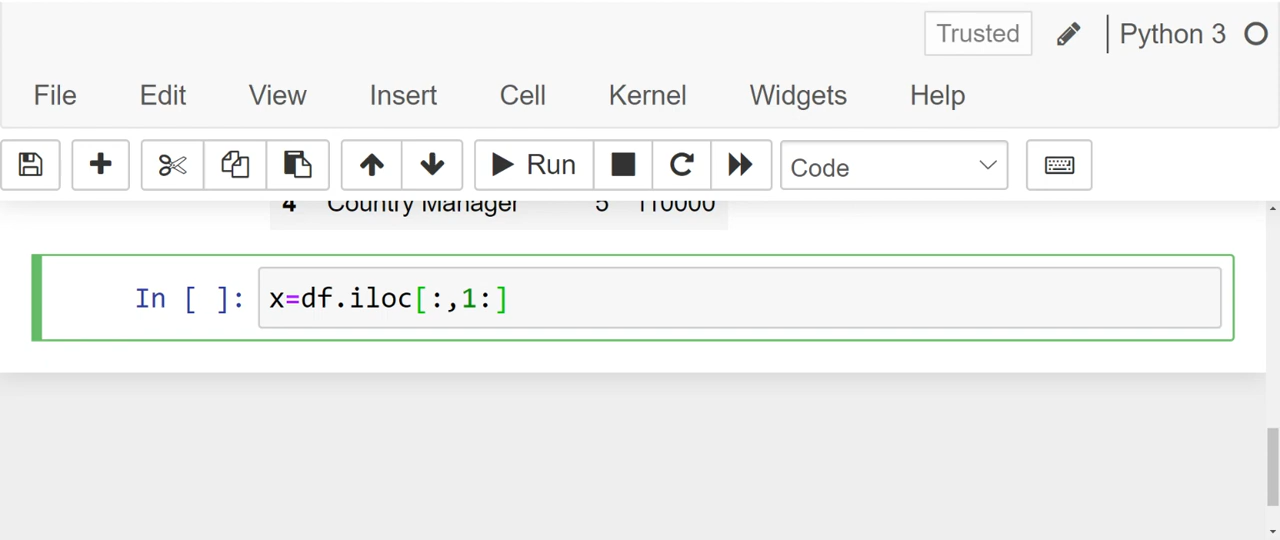 Trusted Python 3
File Edit View Insert Cell Kernel Widgets Help
Run Code
4 Country Manager 5 110000
In [ ]: x=df.iloc[:,1:]